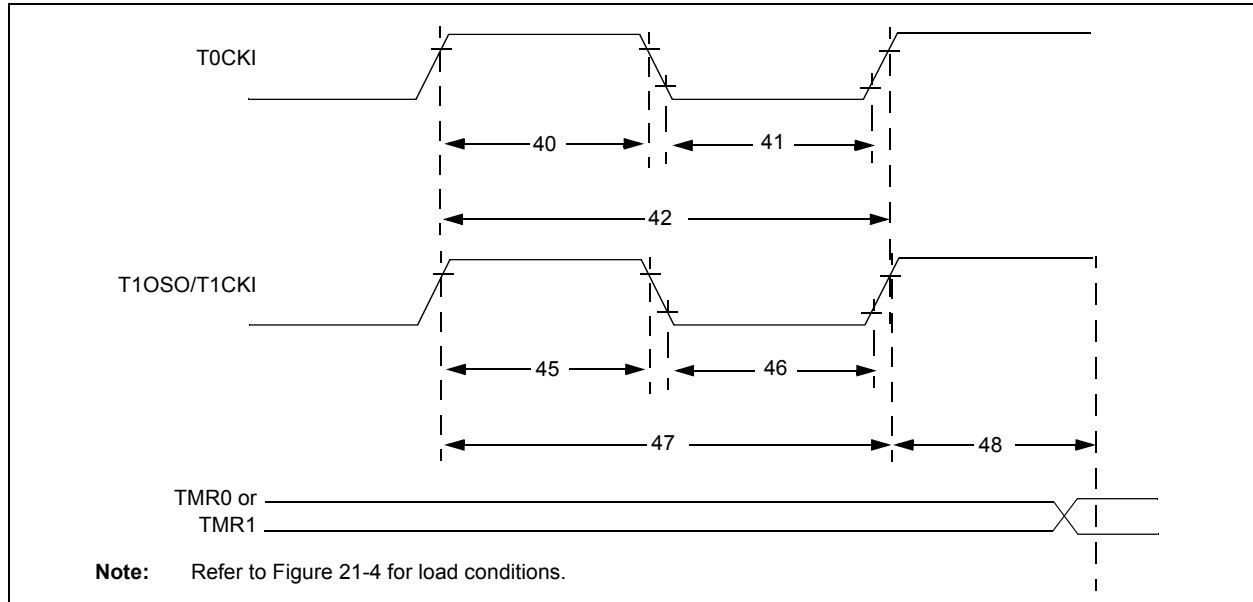 T0CKI
40
41
42
T1OSO/T1CKI
45
46
47
48
TMR0 or
TMR1
Note: Refer to Figure 21-4 for load conditions.